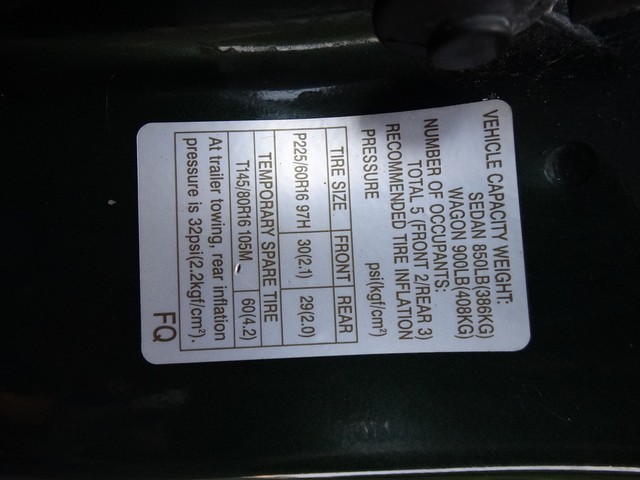 VEHICLE CAPACITY WEIGHT:
SEDAN 850LB(386KG)
WAGON 900LB(408KG)
NUMBER OF OCCUPANTS:
TOTAL 5 (FRONT 2/REAR 3)
RECOMMENDED TIRE INFLATION
PRESSURE psi(kgf/cm²)
TIRE SIZE FRONT REAR
P225/60R16 97H 30(2.1) 29(2.0)
TEMPORARY SPARE TIRE
T145/80R16 105M 60(4.2)
At trailer towing, rear inflation
pressure is 32psi(2.2kgf/cm²).
FQ